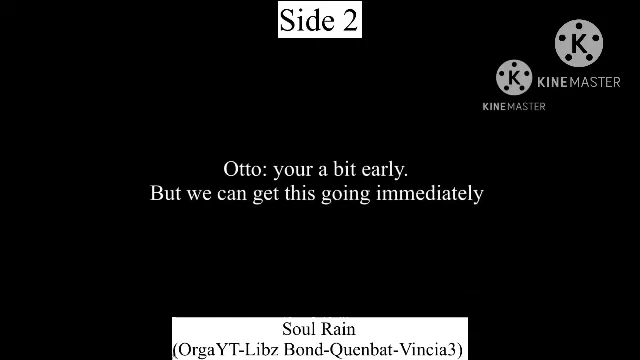 Side 2
K
K
KINEMASTER
KINEMASTER
Otto: your a bit early.
But we can get this going immediately
Soul Rain
(OrgaYT-Libz Bond-Quenbat-Vincia3)